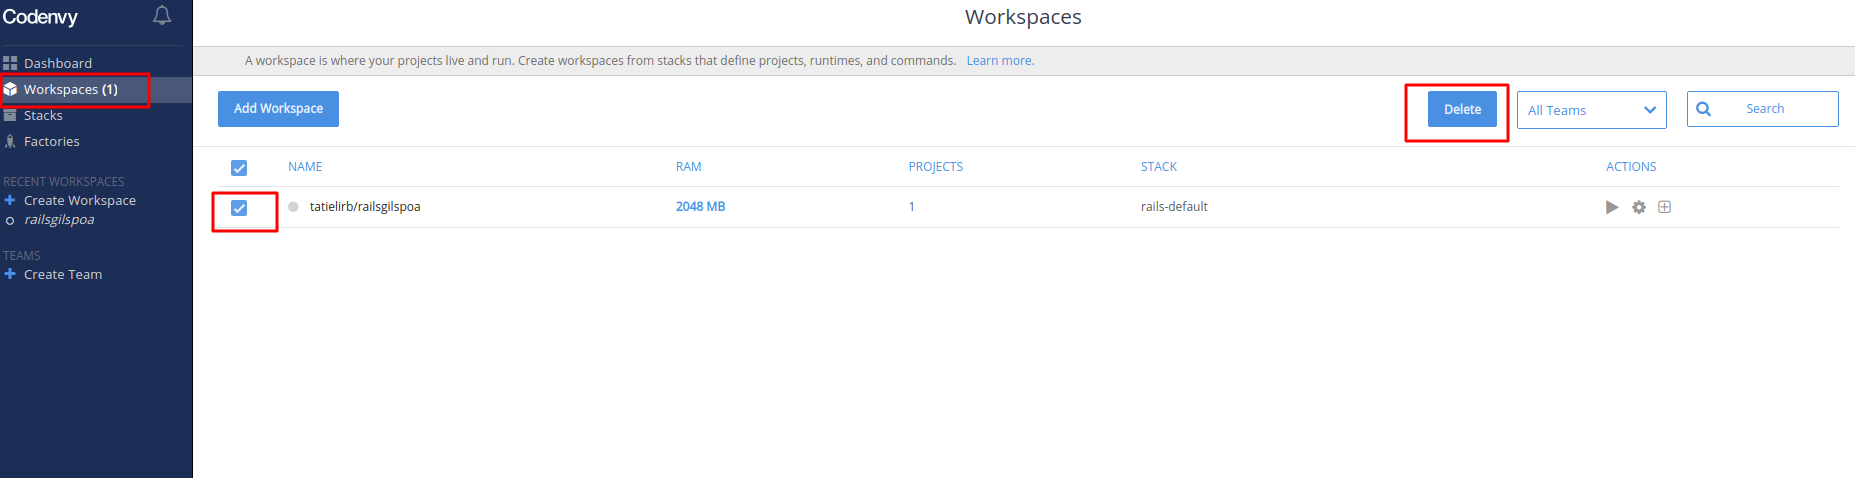 Codenvy
Dashboard
Workspaces (1)
Stacks
Factories
RECENT WORKSPACES
Create Workspace
railsgilspoa
TEAMS
Create Team
Workspaces
A workspace is where your projects live and run. Create workspaces from stacks that define projects, runtimes, and commands. Learn more.
Add Workspace Delete All Teams Search
NAME RAM PROJECTS STACK ACTIONS
tatielirb/railsgilspoa 2048 MB 1 rails-default